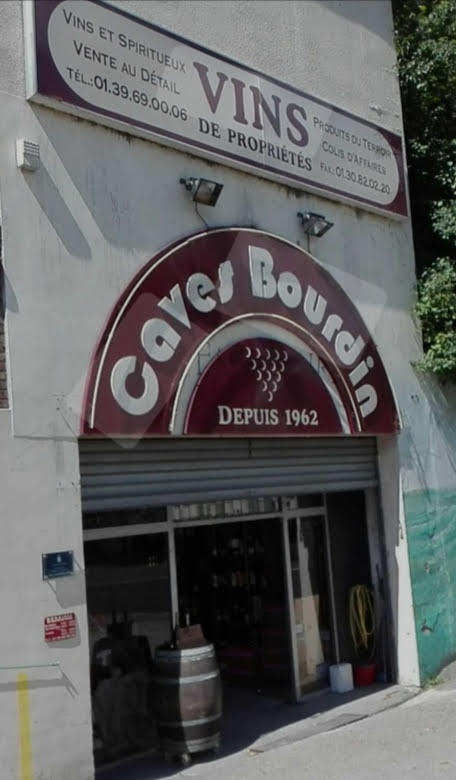 VINS ET SPIRITUEUX
VENTE AU DÉTAIL
TÉL.:01.39.69.00.06
VINS
DE PROPRIÉTÉS
PRODUITS DU TERROIR
COLIS D'AFFAIRES
FAX.:01.30.82.02.20
Caves Bourdin
DEPUIS 1962